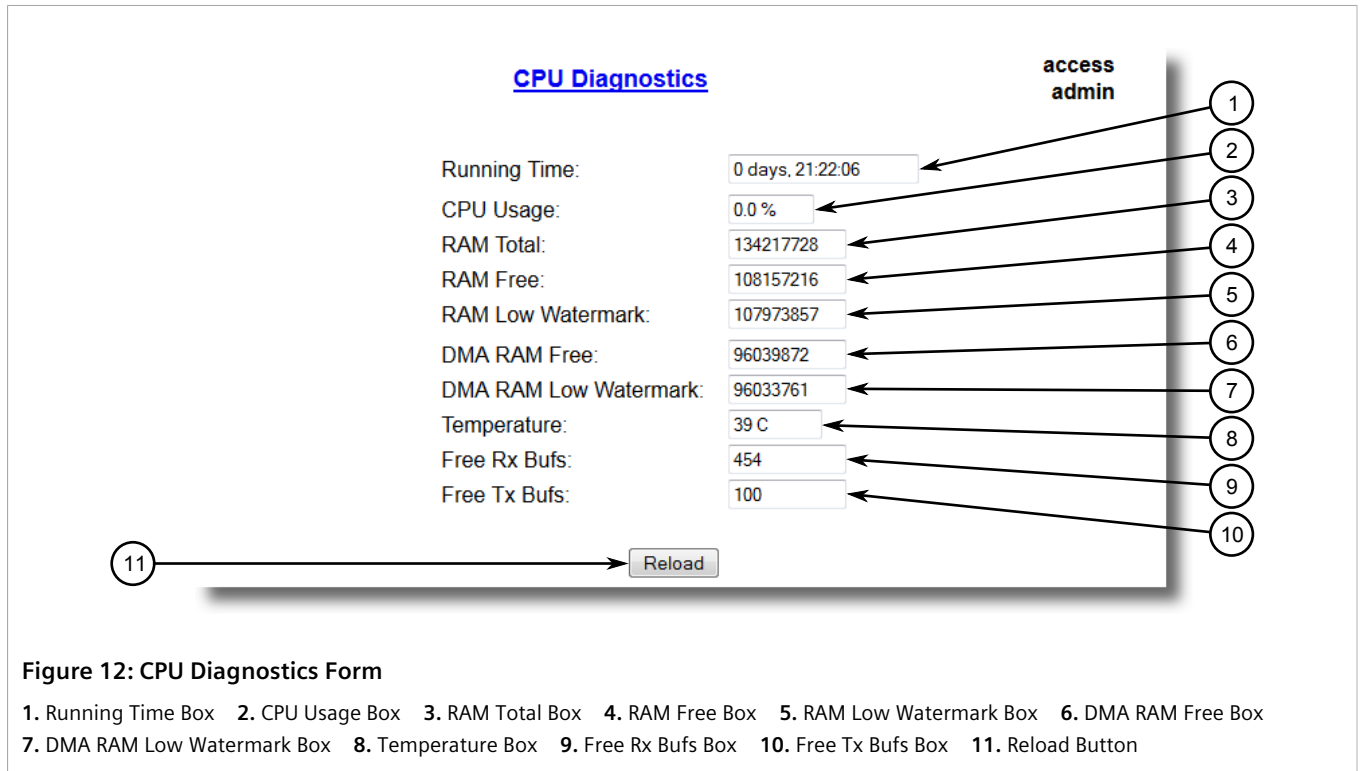 CPU Diagnostics
access
admin
1
Running Time: 0 days, 21:22:06
2
CPU Usage: 0.0 %
3
RAM Total: 134217728
4
RAM Free: 108157216
5
RAM Low Watermark: 107973857
6
DMA RAM Free: 96039872
7
DMA RAM Low Watermark: 96033761
8
Temperature: 39 C
9
Free Rx Bufs: 454
10
Free Tx Bufs: 100
11
Reload
Figure 12: CPU Diagnostics Form
1. Running Time Box 2. CPU Usage Box 3. RAM Total Box 4. RAM Free Box 5. RAM Low Watermark Box 6. DMA RAM Free Box
7. DMA RAM Low Watermark Box 8. Temperature Box 9. Free Rx Bufs Box 10. Free Tx Bufs Box 11. Reload Button